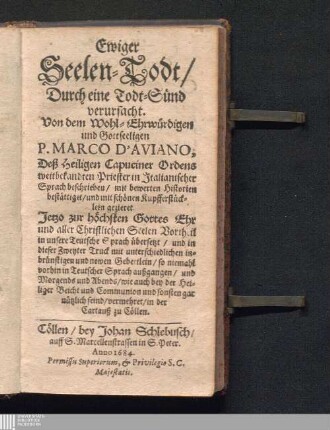 Ewiger
Seelen-Todt/
Durch eine Todt-Sünd
verursacht.
Von dem Wohl-Ehrwürdigen
und Gottseeligen
P. MARCO D'AVIANO,
Deß Heiligen Capuciner Ordens
weitbekandten Priester in Italianischer
Sprach beschrieben/ mit bewerten Historien
bestättiget/ und mit schönen Kupfferstück-
lein gezieret
Jetzo zur höchsten Gottes Ehr
und aller Christlichen Seelen Vorth.il
in unsere Teutsche Sprach übersetzt/ und in
dieser Zweyter Truck mit unterschiedlichen in-
brünstigen und newen Gebettlein/ so niemahl
vorhin in Teutscher Sprach außgangen/ und
Morgends und Abends/ wie auch bey der Hei-
liger Beicht und Communion und sonsten gar
nützlich seind/ vermehret/ in der
Cartauß zu Cöllen.
Cöllen/ bey Johan Schlebusch/
auff S. Marcellenstrassen in S. Peter.
Anno 1684.
Permissu Superiorum, & Privilegio S. C.
Majestatis.